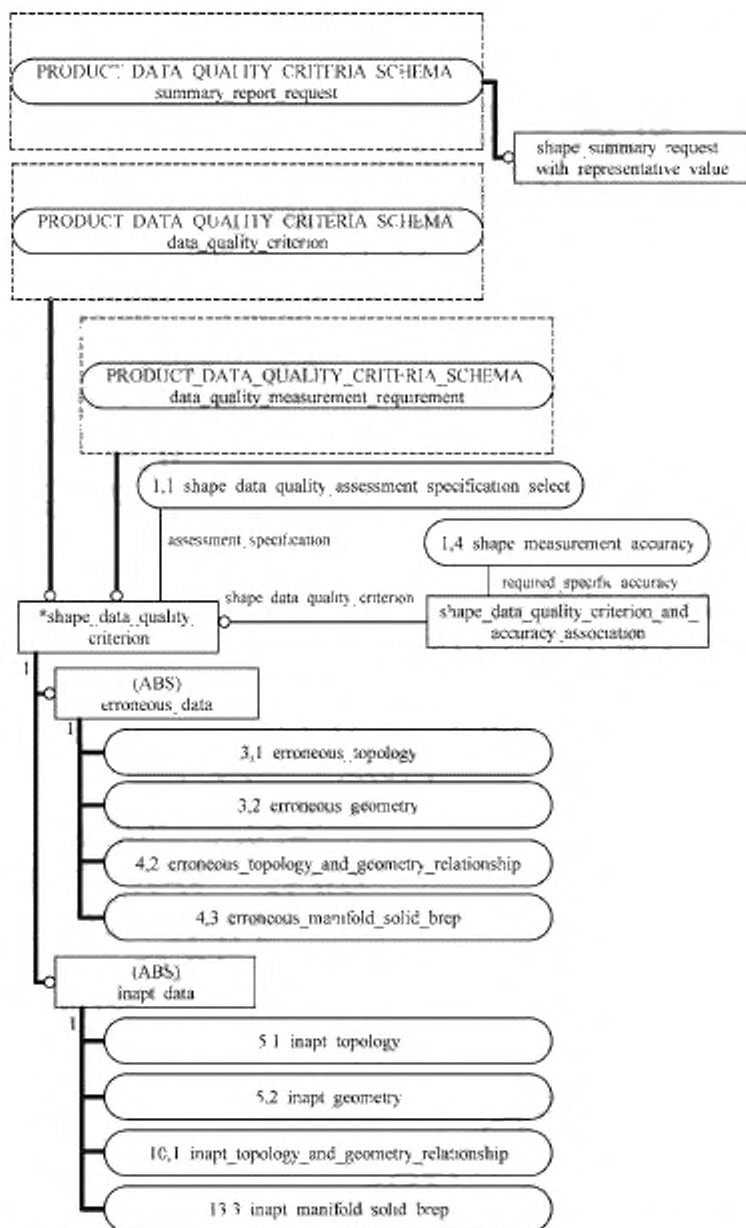 PRODUCT DATA QUALITY CRITERIA SCHEMA
summary_report_request
shape summary request
with representative value
PRODUCT DATA QUALITY CRITERIA SCHEMA
data_quality_criterion
PRODUCT_DATA_QUALITY_CRITERIA_SCHEMA
data_quality_measurement_requirement
1,1 shape data quality assessment specification select
assessment specification
1,4 shape measurement accuracy
required specific accuracy
shape data quality criterion
*shape_data_quality
criterion
shape_data_quality_criterion_and_
accuracy_association
1
(ABS)
erroneous_data
1
3,1 erroneous_topology
3,2 erroneous geometry
4,2 erroneous_topology_and_geometry_relationship
4,3 erroneous_manifold_solid_brep
(ABS)
inapt data
1
5 1 inapt topology
5,2 inapt geometry
10,1 inapt_topology_and_geometry_relationship
13 3 inapt manifold solid brep